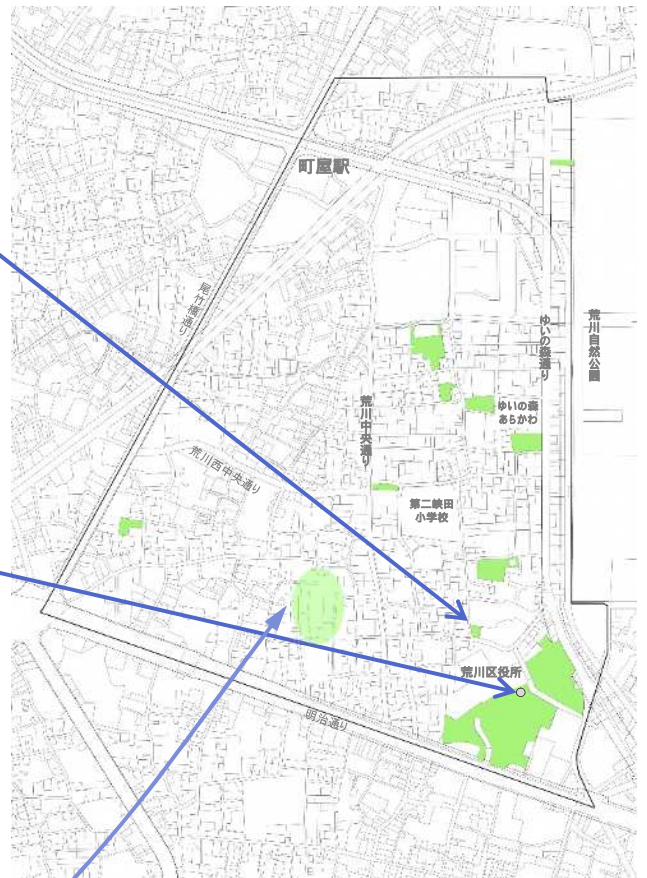 町屋駅
尾竹橋通り
ゆいの森通り
荒川自然公園
荒川中央通り
ゆいの森
あらかわ
荒川西中央通り
第二峡田
小学校
荒川区役所
明治通り